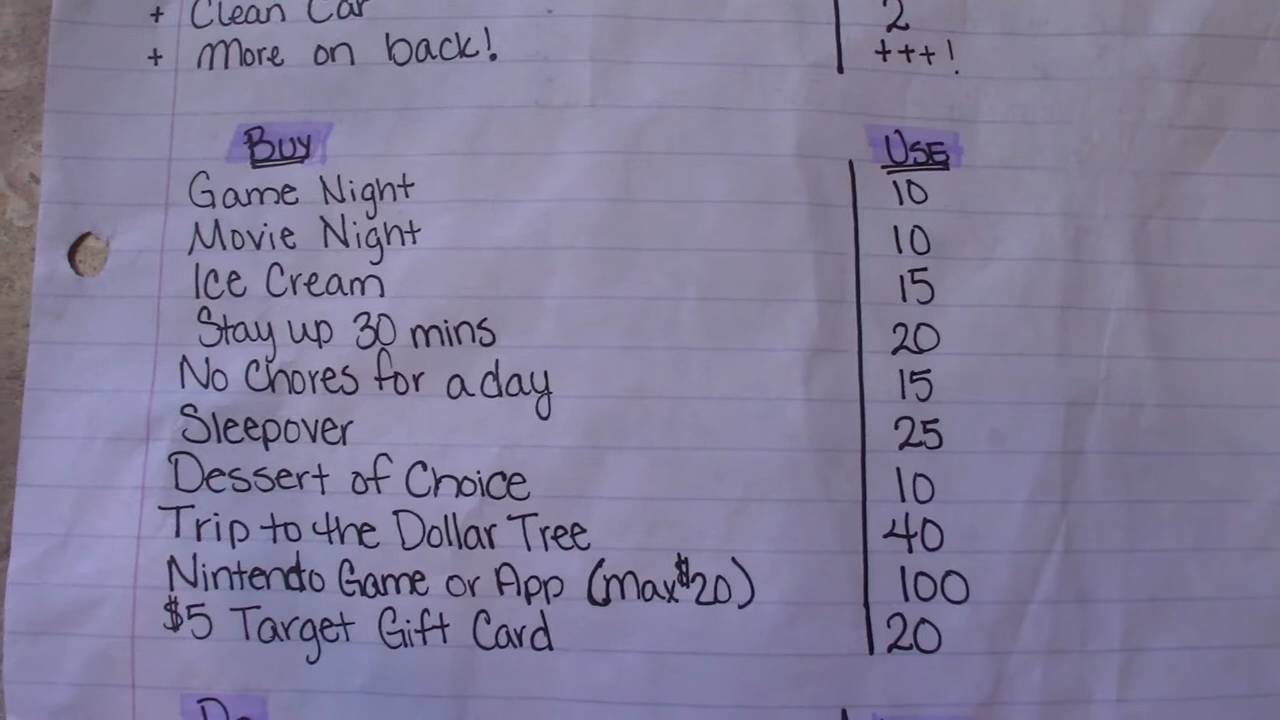 + Clean Car 2
+ More on back! +++!
Buy Use
Game Night 10
Movie Night 10
Ice Cream 15
Stay up 30 mins 20
No Chores for a day 15
Sleepover 25
Dessert of Choice 10
Trip to the Dollar Tree 40
Nintendo Game or App (Max $20) 100
$5 Target Gift Card 20